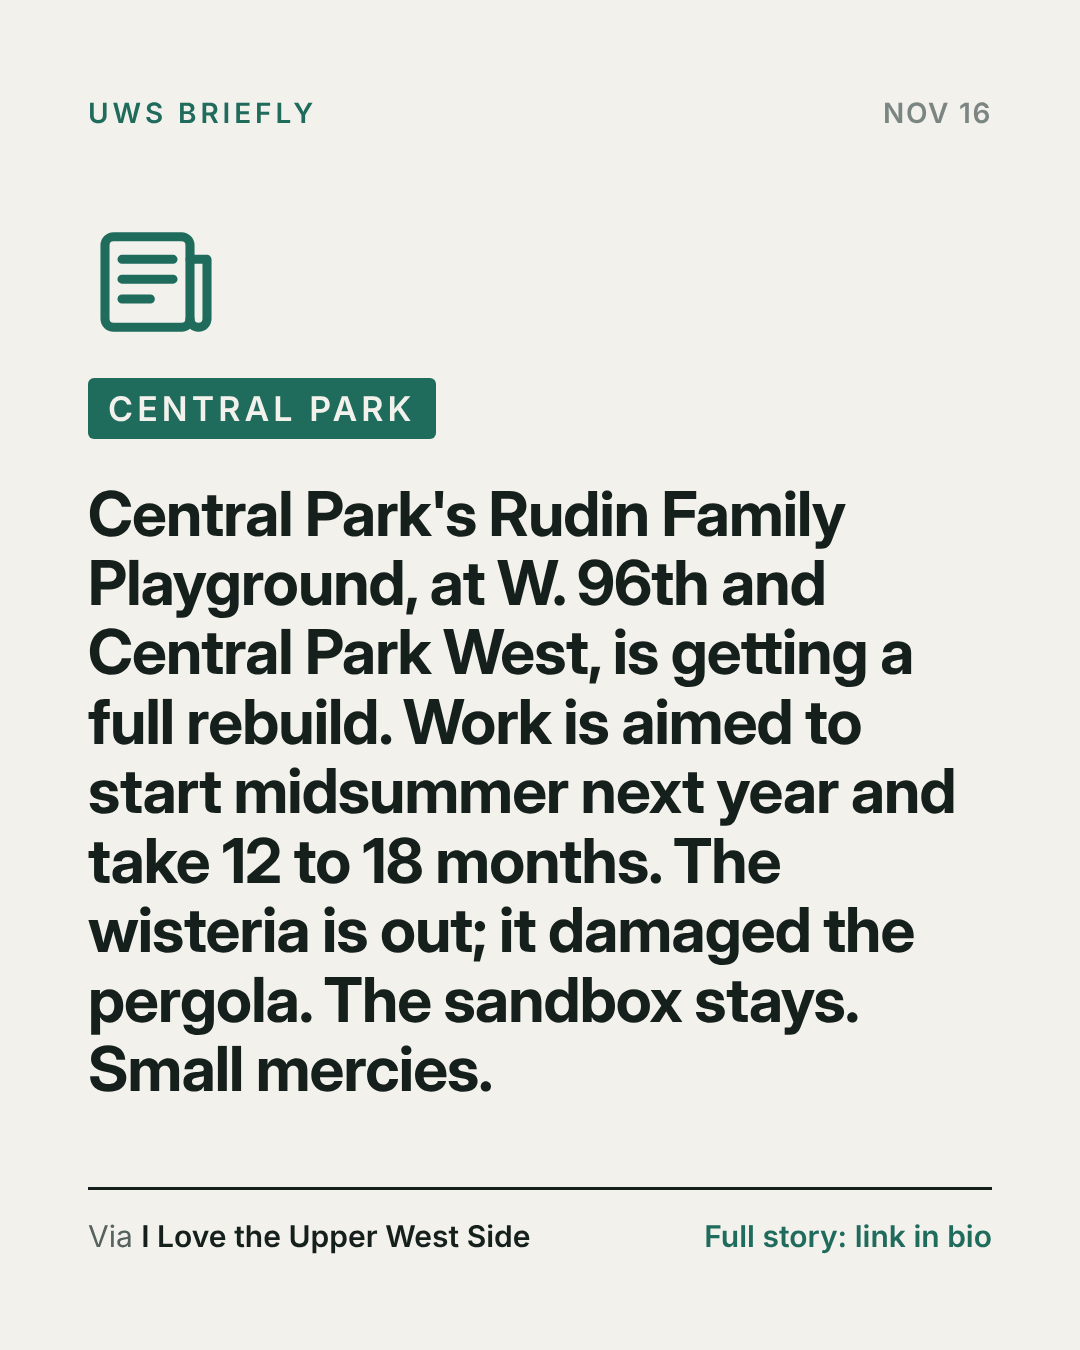 UWS BRIEFLY
NOV 16
CENTRAL PARK
Central Park's Rudin Family
Playground, at W. 96th and
Central Park West, is getting a
full rebuild. Work is aimed to
start midsummer next year and
take 12 to 18 months. The
wisteria is out; it damaged the
pergola. The sandbox stays.
Small mercies.
Via I Love the Upper West Side
Full story: link in bio